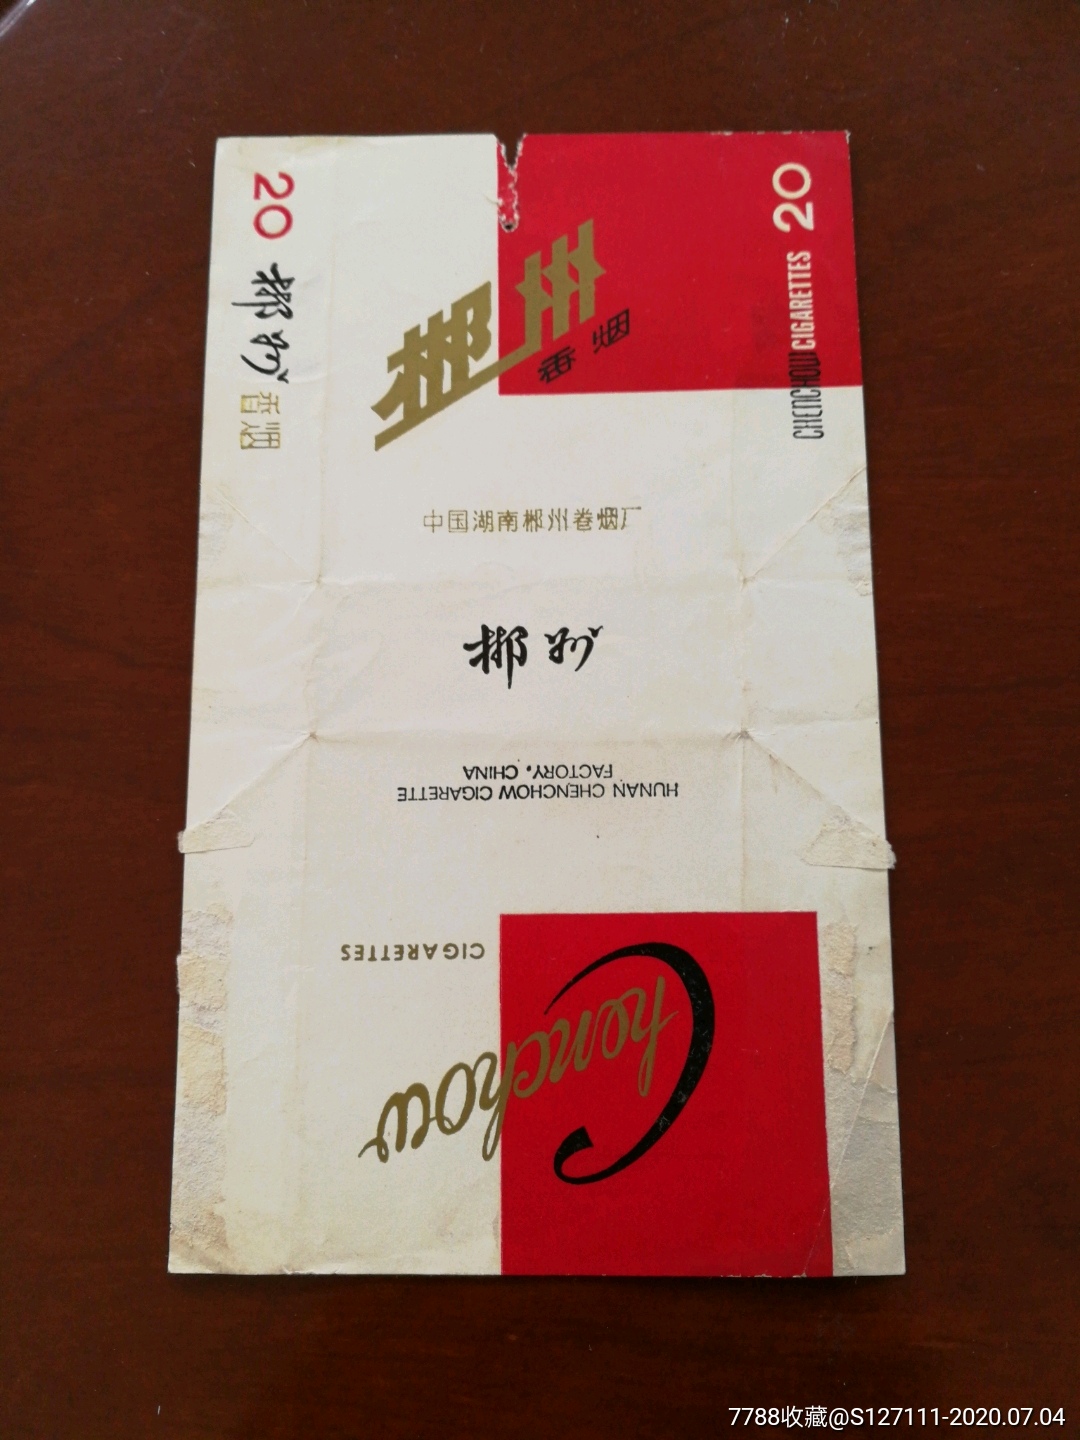 20 郴州 香烟
郴州
香烟
CHENCHOW CIGARETTES 20
中国湖南郴州卷烟厂
郴州
HUNAN CHENCHOW CIGARETTE
FACTORY, CHINA
CIGARETTES
Chenchow
7788收藏@S127111-2020.07.04